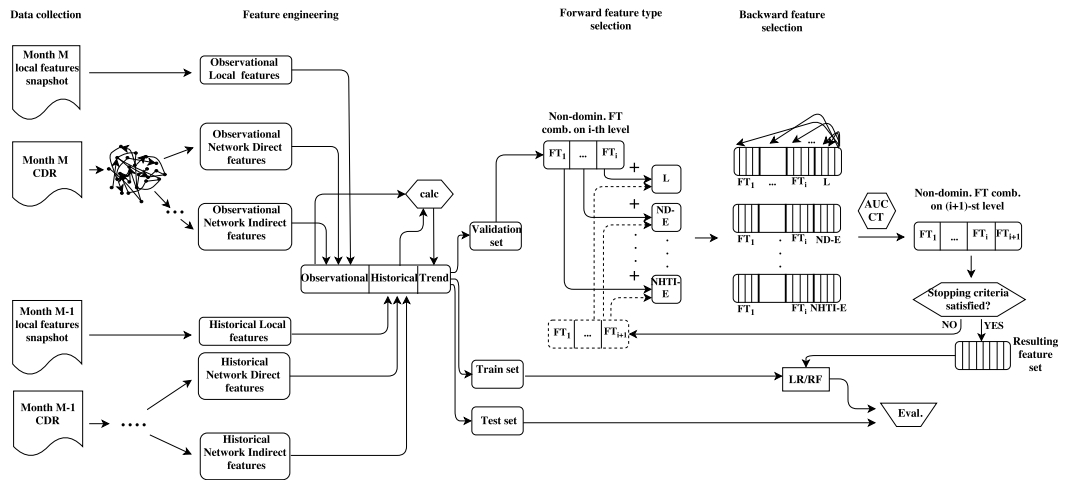 Data collection
Feature engineering
Forward feature type
selection
Backward feature
selection
Month M
local features
snapshot
Observational
Local features
Month M
CDR
Observational
Network Direct
features
...
Observational
Network Indirect
features
calc
Observational
Historical
Trend
Month M-1
local features
snapshot
Historical Local
features
Month M-1
CDR
....
Historical
Network Direct
features
Historical
Network Indirect
features
Validation
set
Train set
Test set
Non-domin. FT
comb. on i-th level
FT1 ... FTi
+
L
+
ND-
E
+
NHTI-
E
FT1 ... FTi+1
...
FT1 ... FTi L
FT1 FTi ND-E
FT1 FTi NHTI-E
AUC
CT
Non-domin. FT comb.
on (i+1)-st level
FT1 ... FTi FTi+1
Stopping criteria
satisfied?
NO
YES
Resulting
feature
set
LR/RF
Eval.